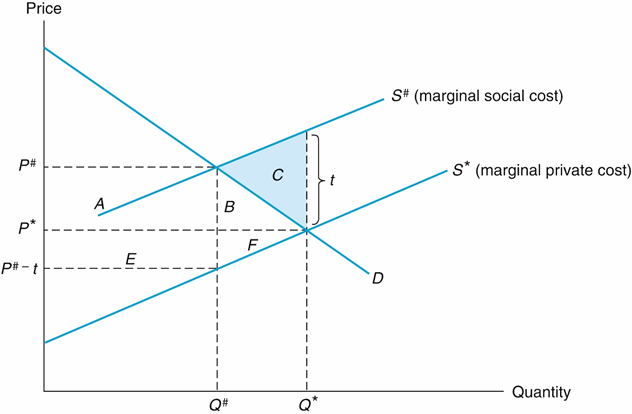 Price
S# (marginal social cost)
P#
C
t
S* (marginal private cost)
A
B
P*
F
E
P# – t
D
Quantity
Q#
Q*